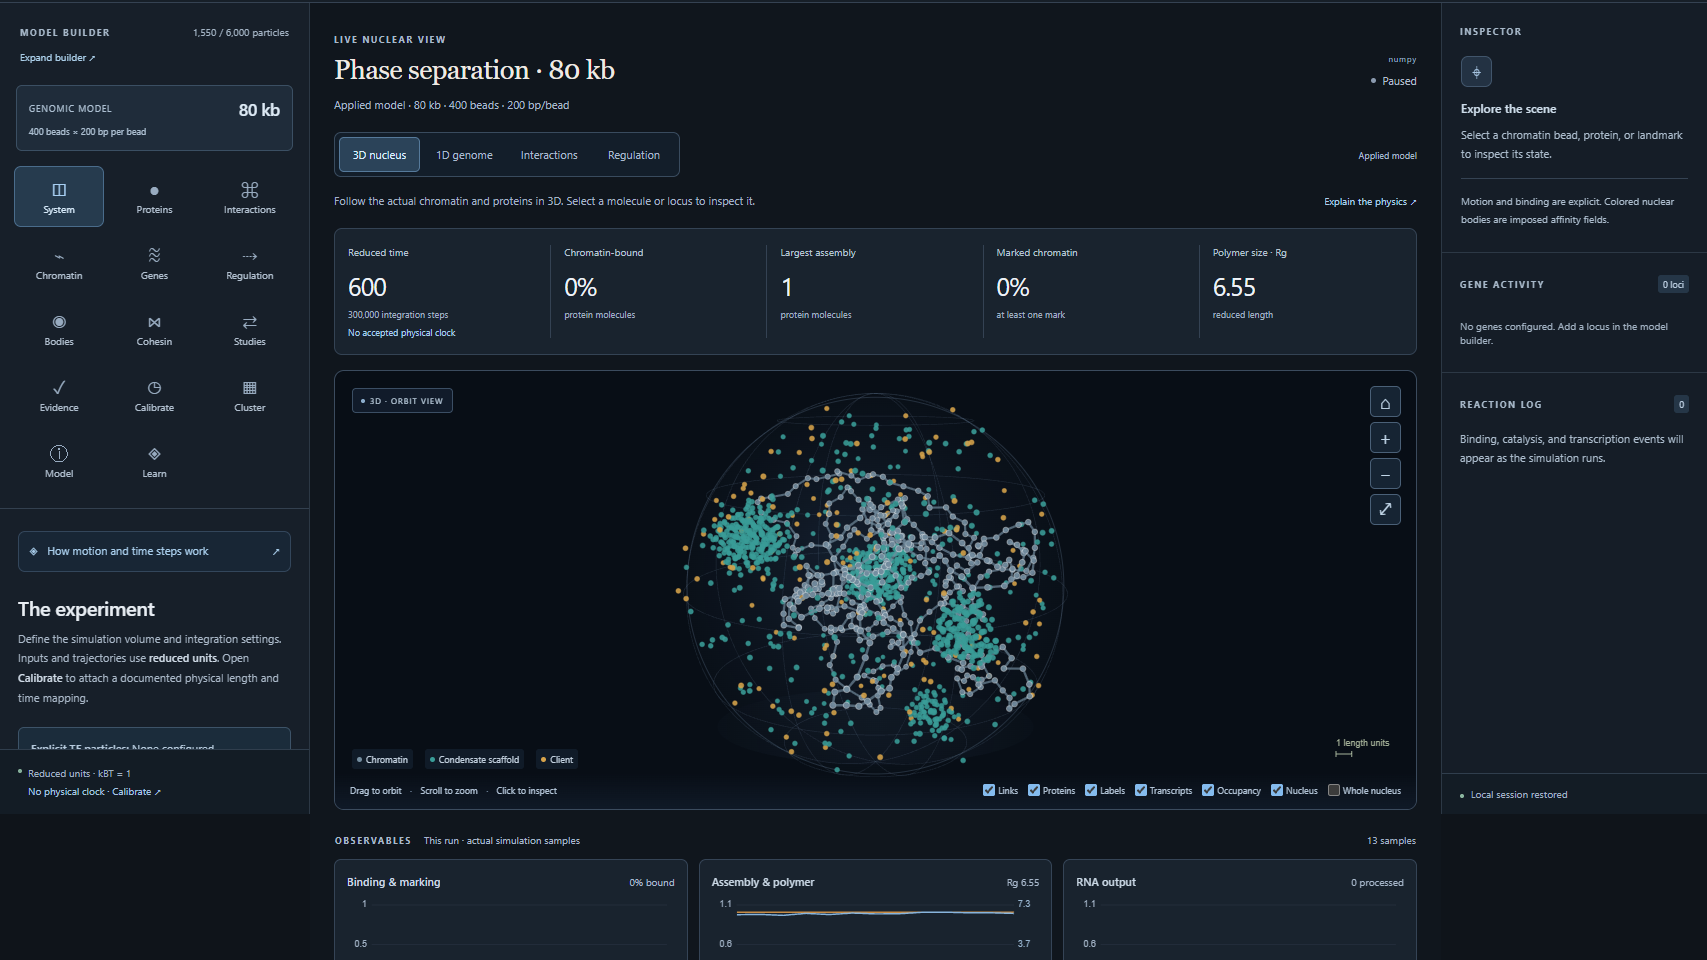 MODEL BUILDER
1,550 / 6,000 particles
Expand builder ↗
GENOMIC MODEL
80 kb
400 beads × 200 bp per bead
System
Proteins
Interactions
Chromatin
Genes
Regulation
Bodies
Cohesin
Studies
Evidence
Calibrate
Cluster
Model
Learn
How motion and time steps work ↗
The experiment
Define the simulation volume and integration settings.
Inputs and trajectories use reduced units. Open
Calibrate to attach a documented physical length and
time mapping.
Explicit TF particles: None configured
Reduced units · kBT = 1
No physical clock · Calibrate ↗
LIVE NUCLEAR VIEW
Phase separation · 80 kb
numpy
Paused
Applied model · 80 kb · 400 beads · 200 bp/bead
3D nucleus
1D genome
Interactions
Regulation
Applied model
Follow the actual chromatin and proteins in 3D. Select a molecule or locus to inspect it.
Explain the physics ↗
Reduced time
600
300,000 integration steps
No accepted physical clock
Chromatin-bound
0%
protein molecules
Largest assembly
1
protein molecules
Marked chromatin
0%
at least one mark
Polymer size · Rg
6.55
reduced length
3D · ORBIT VIEW
1 length units
Chromatin
Condensate scaffold
Client
Drag to orbit · Scroll to zoom · Click to inspect
Links
Proteins
Labels
Transcripts
Occupancy
Nucleus
Whole nucleus
OBSERVABLES
This run · actual simulation samples
13 samples
Binding & marking
0% bound
1
0.5
Assembly & polymer
Rg 6.55
1.1
7.3
0.6
3.7
RNA output
0 processed
1.1
0.6
INSPECTOR
Explore the scene
Select a chromatin bead, protein, or landmark
to inspect its state.
Motion and binding are explicit. Colored nuclear
bodies are imposed affinity fields.
GENE ACTIVITY
0 loci
No genes configured. Add a locus in the model
builder.
REACTION LOG
0
Binding, catalysis, and transcription events will
appear as the simulation runs.
Local session restored